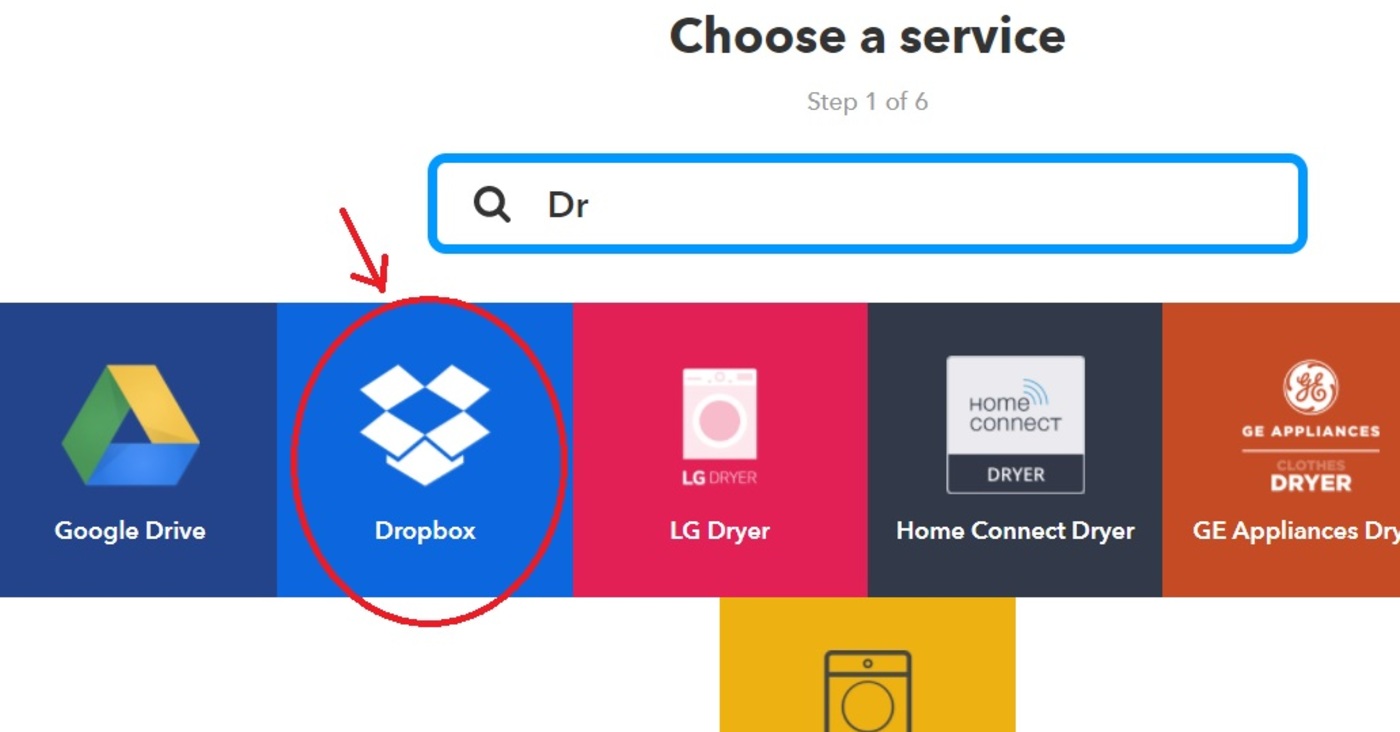 Choose a service
Step 1 of 6
Dr
HOME
CONNECT
DRYER
LG DRYER
GE
GE APPLIANCES
CLOTHES
DRYER
Google Drive
Dropbox
LG Dryer
Home Connect Dryer
GE Appliances Dry